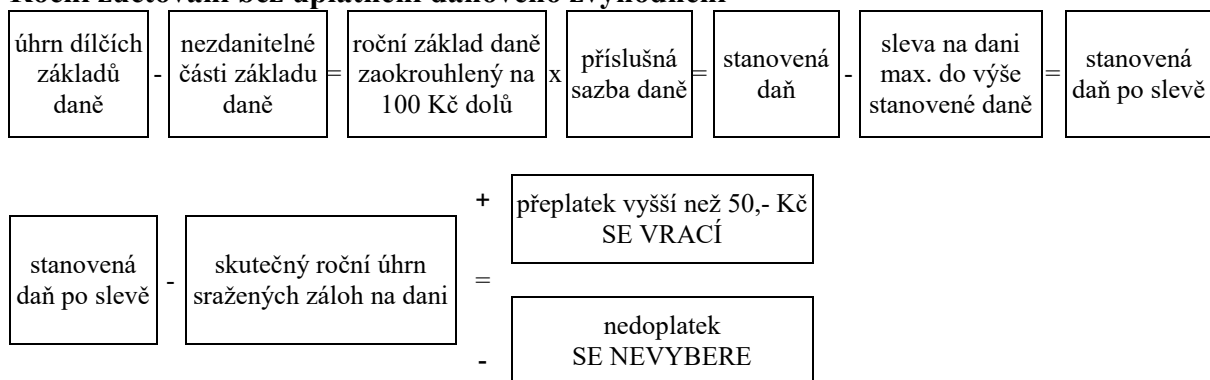 úhrn dílčích
základů
daně
-
nezdanitelné
části základu
daně
=
roční základ daně
zaokrouhlený na
100 Kč dolů
x
příslušná
sazba daně
=
stanovená
daň
-
sleva na dani
max. do výše
stanovené daně
=
stanovená
daň po slevě
stanovená
daň po slevě
-
skutečný roční úhrn
sražených záloh na dani
=
+
přeplatek vyšší než 50,- Kč
SE VRACÍ
-
nedoplatek
SE NEVYBERE